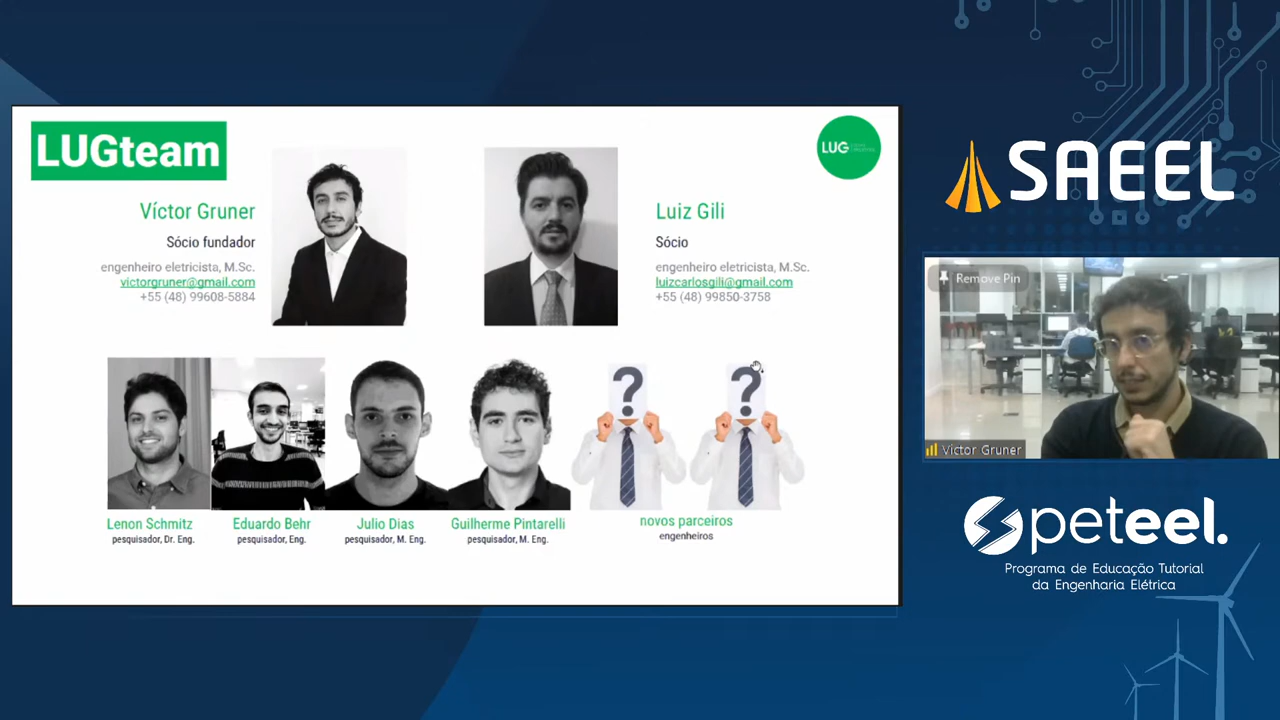 LUGteam
LUG
Víctor Gruner
Sócio fundador
engenheiro eletricista, M.Sc.
victorgruner@gmail.com
+55 (48) 99608-5884
Luiz Gili
Sócio
engenheiro eletricista, M.Sc.
luizcarlosgili@gmail.com
+55 (48) 99850-3758
?
?
Lenon Schmitz
pesquisador, Dr. Eng.
Eduardo Behr
pesquisador, Eng.
Julio Dias
pesquisador, M. Eng.
Guilherme Pintarelli
pesquisador, M. Eng.
novos parceiros
engenheiros
SAEEL
Remove Pin
Víctor Gruner
peteel.
Programa de Educação Tutorial
da Engenharia Elétrica